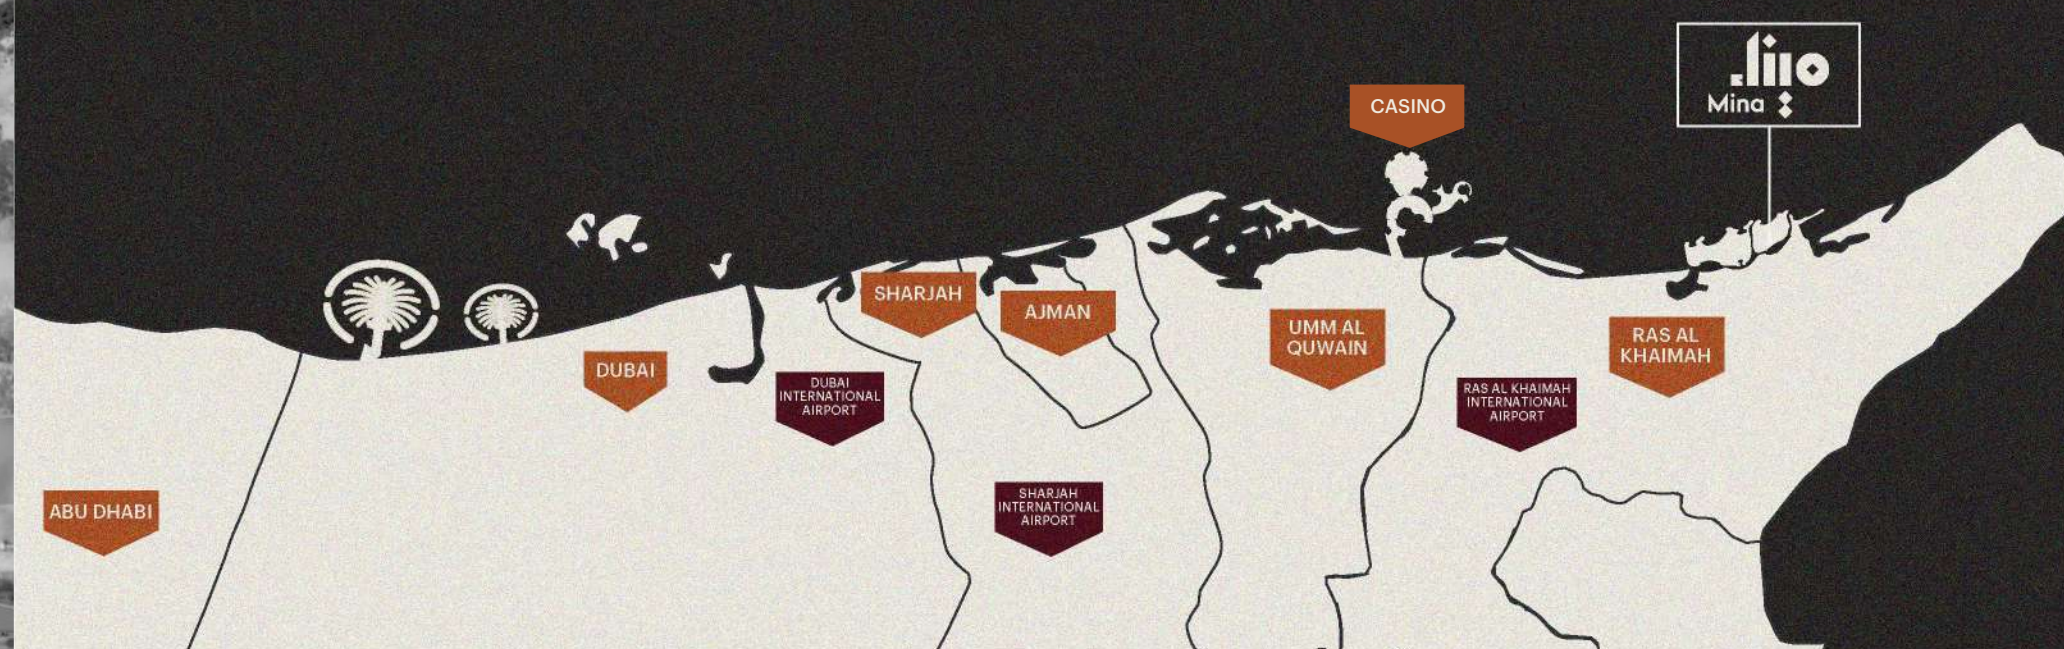 ميناء
Mina
CASINO
SHARJAH
AJMAN
UMM AL
QUWAIN
RAS AL
KHAIMAH
DUBAI
DUBAI
INTERNATIONAL
AIRPORT
RAS AL KHAIMAH
INTERNATIONAL
AIRPORT
ABU DHABI
SHARJAH
INTERNATIONAL
AIRPORT